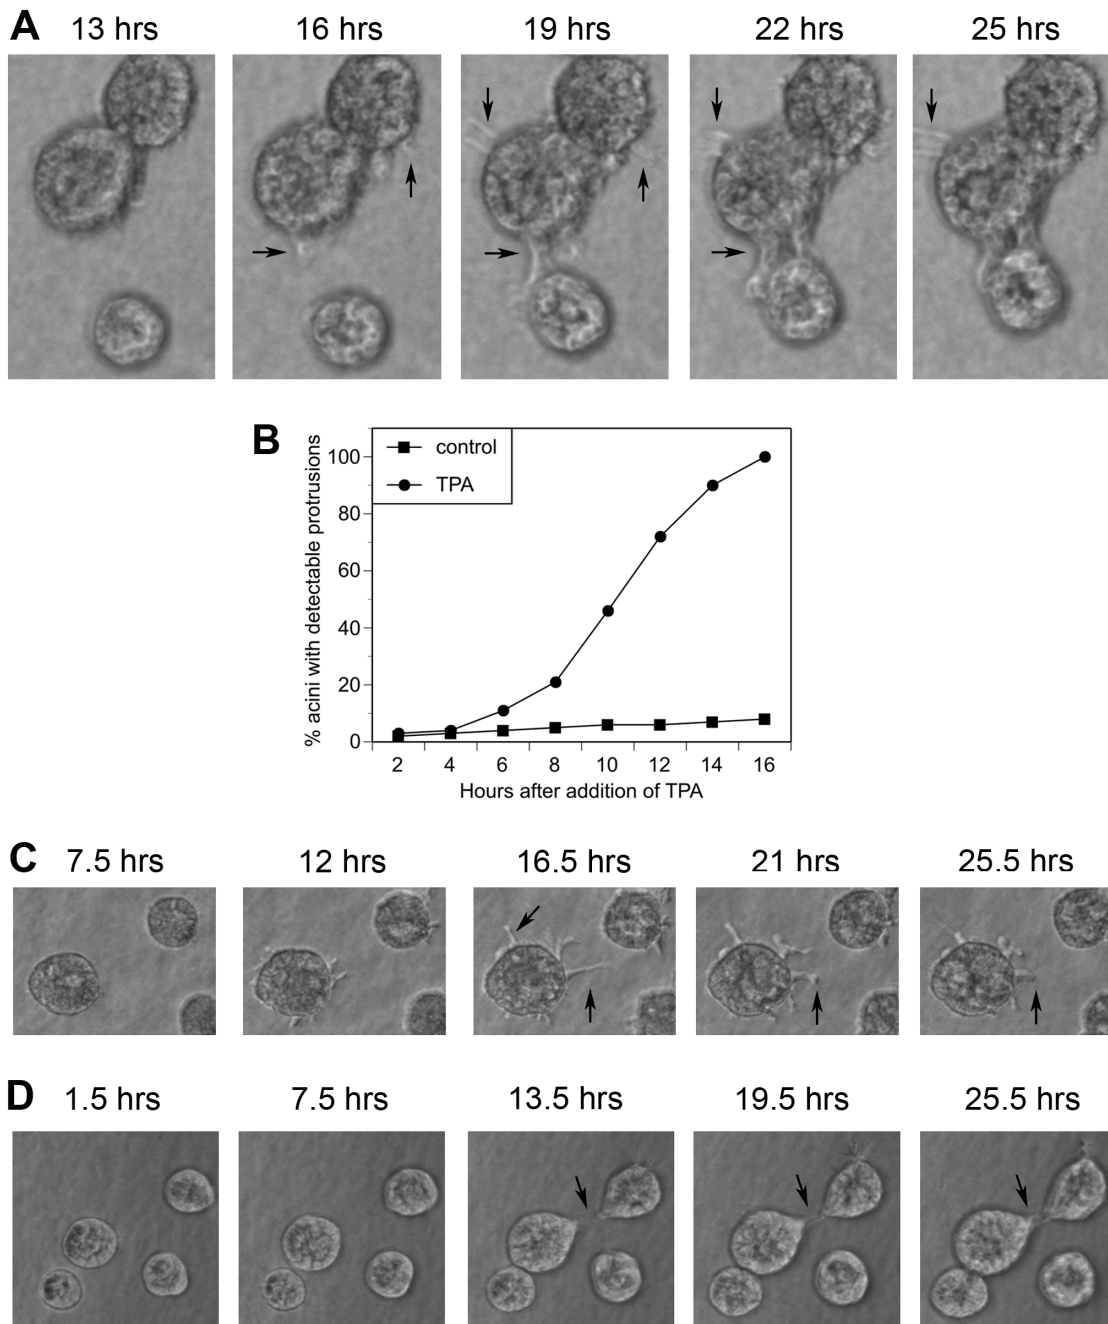 A 13 hrs 16 hrs 19 hrs 22 hrs 25 hrs
B
control
TPA
% acini with detectable protrusions
100
80
60
40
20
0
2 4 6 8 10 12 14 16
Hours after addition of TPA
C 7.5 hrs 12 hrs 16.5 hrs 21 hrs 25.5 hrs
D 1.5 hrs 7.5 hrs 13.5 hrs 19.5 hrs 25.5 hrs